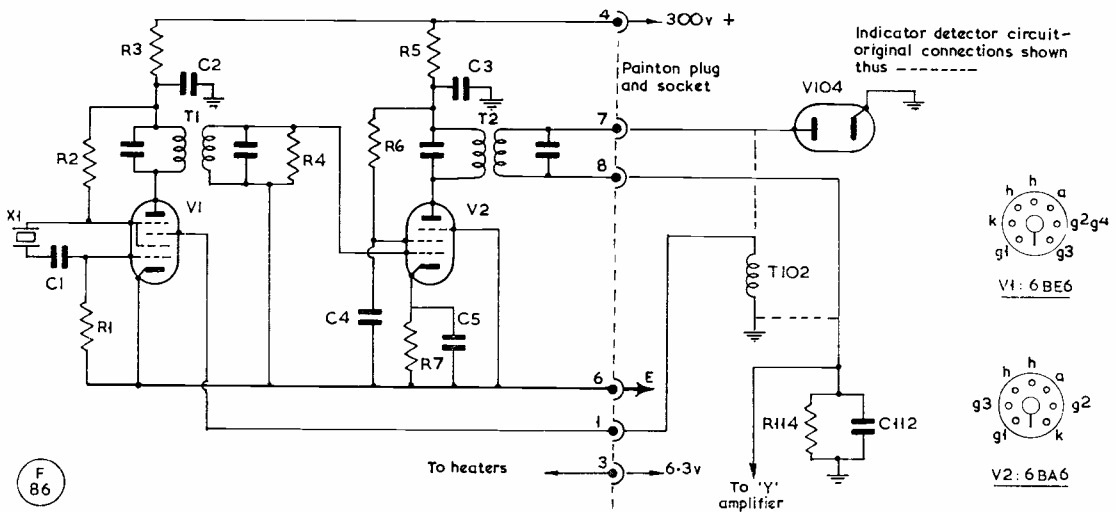 4
300v +
R3
R5
C2
C3
Painton plug
and socket
Indicator detector circuit-
original connections shown
thus --------
V104
T1
T2
7
R2
R4
R6
8
X1
V1
V2
h
h
a
k
g2g4
g1
g3
V1: 6BE6
C1
T102
R1
C4
C5
R7
6
E
1
R114
C112
h
h
a
g3
g2
g1
k
V2: 6BA6
F
86
To heaters
3
6·3v
To 'Y'
amplifier